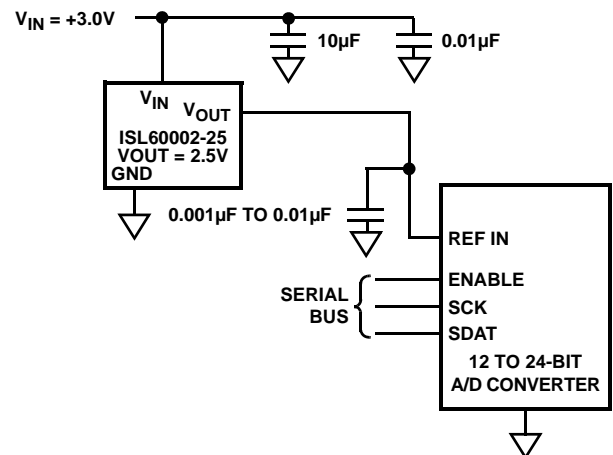 VIN = +3.0V
10µF
0.01µF
VIN
VOUT
ISL60002-25
VOUT = 2.5V
GND
0.001µF TO 0.01µF
REF IN
SERIAL
BUS
ENABLE
SCK
SDAT
12 TO 24-BIT
A/D CONVERTER